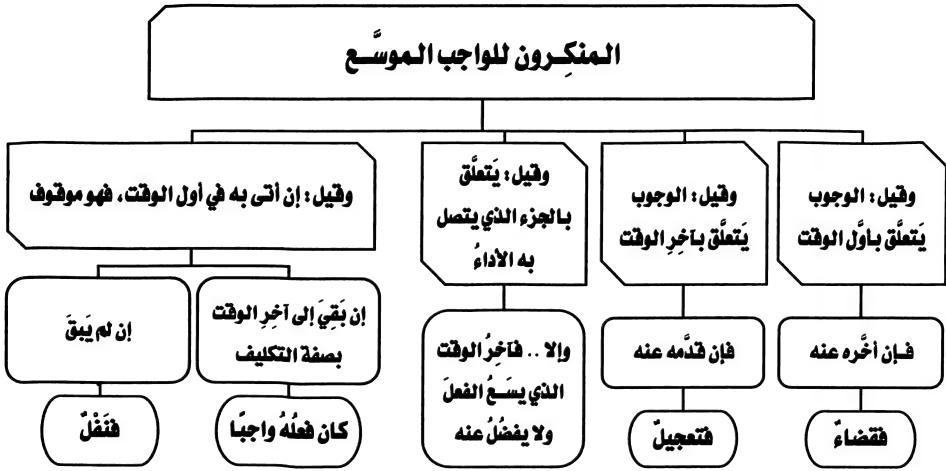 المنكِرون للواجب الموسَّع
وقيل: الوجوب
يَتعلَّق بأوَّل الوقت
فإن أخَّره عنه
فقضاءٌ
وقيل: الوجوب
يَتعلَّق بآخِرِ الوقت
فإن قدَّمه عنه
فتعجيلٌ
وقيل: يَتعلَّق
بالجزء الذي يتصل
به الأداءُ
وإلا .. فآخِرُ الوقت
الذي يسَعُ الفعلَ
ولا يفضُلُ عنه
وقيل: إن أتى به في أول الوقت، فهو موقوف
إن بَقِيَ إلى آخِرِ الوقت
بصفة التكليف
كان فعلُهُ واجبًا
إن لم يَبقَ
فنَفْلٌ